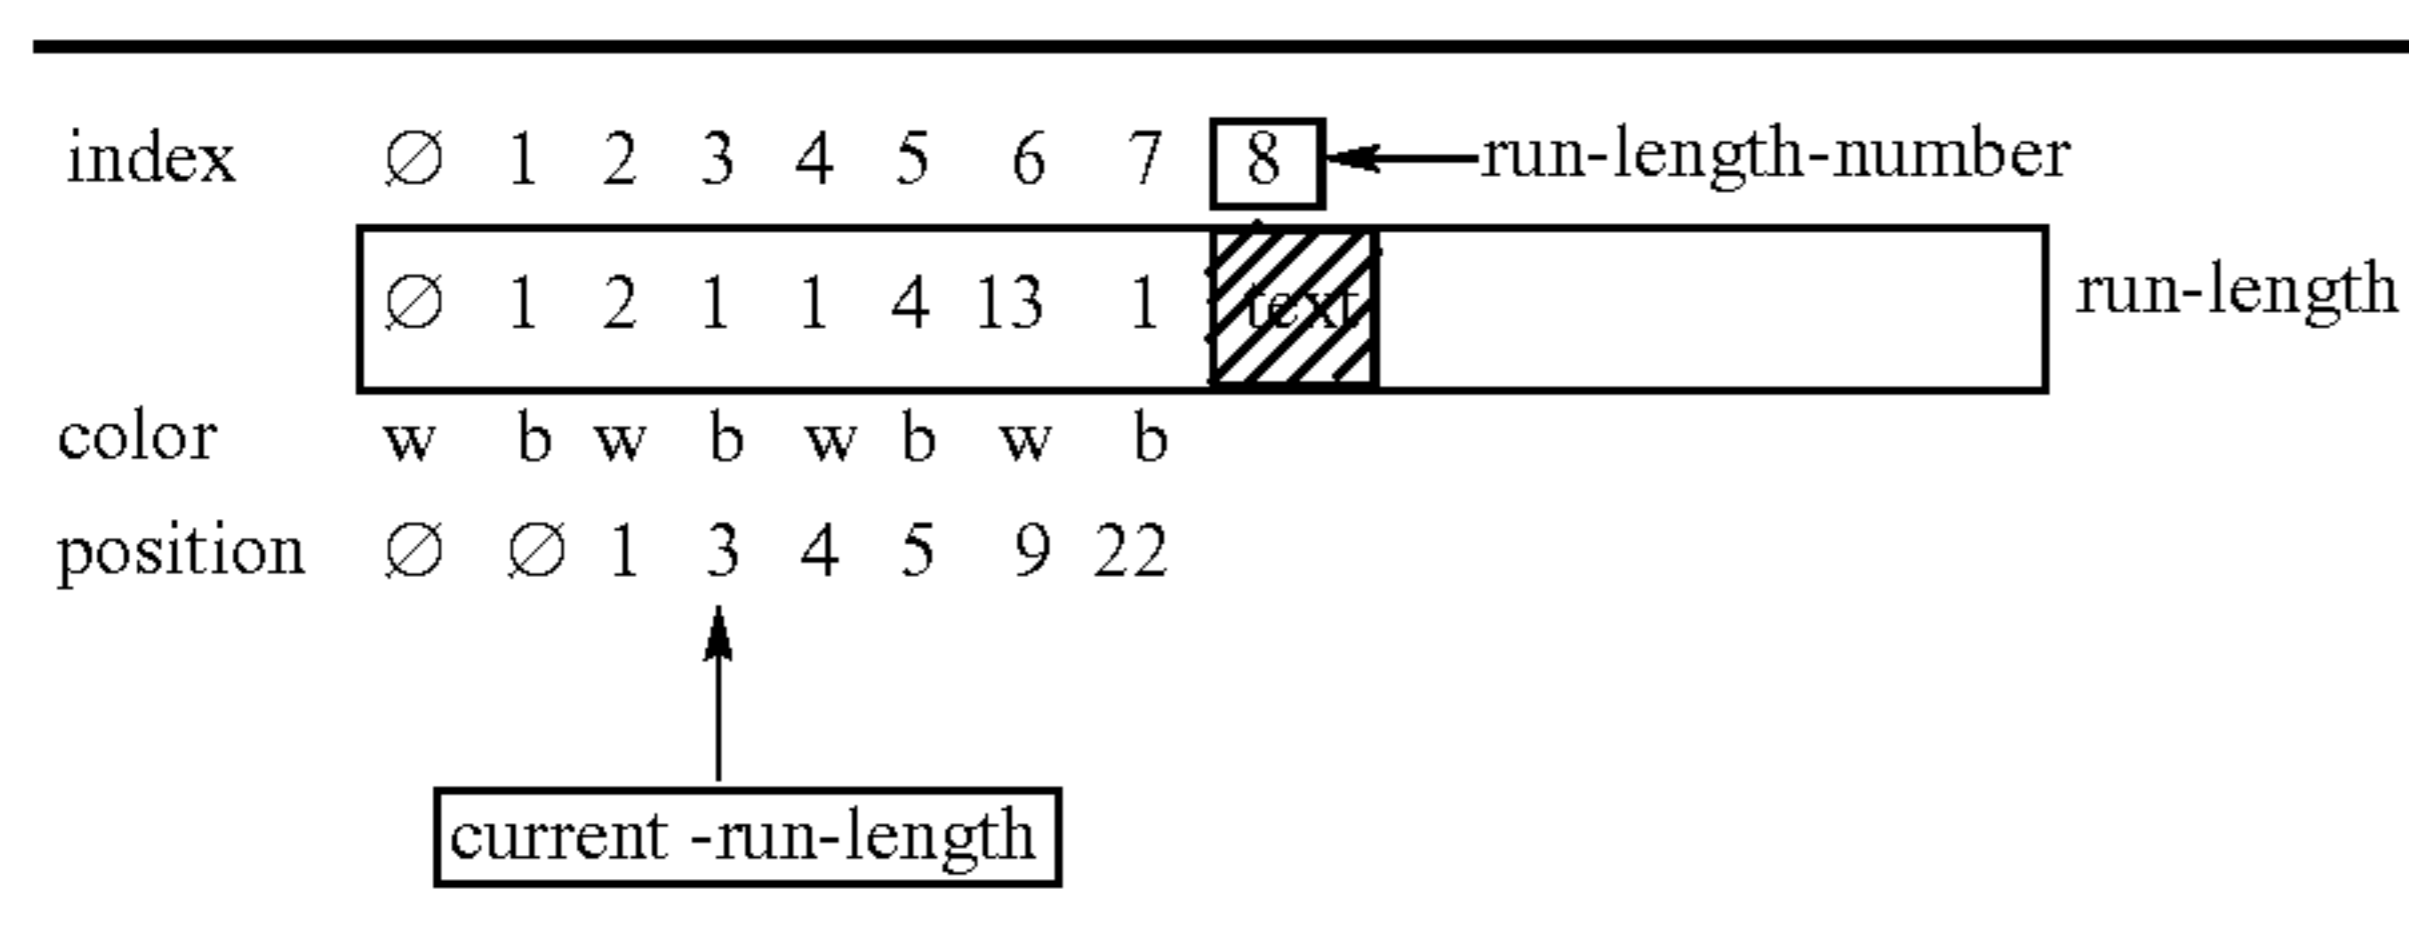 index ∅ 1 2 3 4 5 6 7 8 run-length-number
∅ 1 2 1 1 4 13 1 text run-length
color w b w b w b w b
position ∅ ∅ 1 3 4 5 9 22
current -run-length